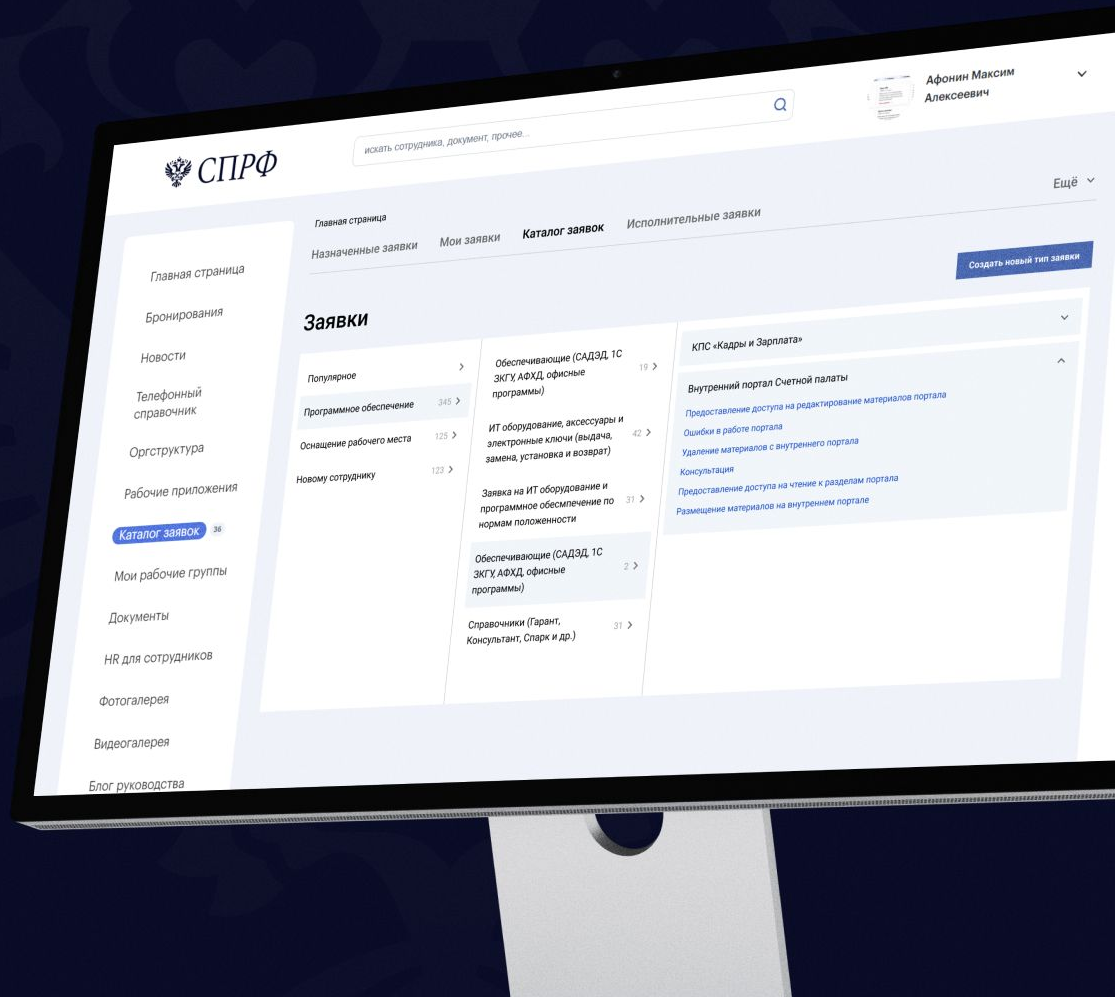 СПРФ
искать сотрудника, документ, прочее...
Афонин Максим
Алексеевич
Главная страница
Бронирования
Новости
Телефонный
справочник
Оргструктура
Рабочие приложения
Каталог заявок 36
Мои рабочие группы
Документы
HR для сотрудников
Фотогалерея
Видеогалерея
Блог руководства
Главная страница
Назначенные заявки Мои заявки Каталог заявок Исполнительные заявки Ещё
Создать новый тип заявки
Заявки
Популярное
Программное обеспечение 345
Оснащение рабочего места 125
Новому сотруднику 123
Обеспечивающие (САДЭД, 1С 19
ЗКГУ, АФХД, офисные
программы)
ИТ оборудование, аксессуары и
электронные ключи (выдача, 42
замена, установка и возврат)
Заявка на ИТ оборудование и
программное обесмпечение по 31
нормам положенности
Обеспечивающие (САДЭД, 1С
ЗКГУ, АФХД, офисные 2
программы)
Справочники (Гарант, 31
Консультант, Спарк и др.)
КПС «Кадры и Зарплата»
Внутренний портал Счетной палаты
Предоставление доступа на редактирование материалов портала
Ошибки в работе портала
Удаление материалов с внутреннего портала
Консультация
Предоставление доступа на чтение к разделам портала
Размещение материалов на внутреннем портале